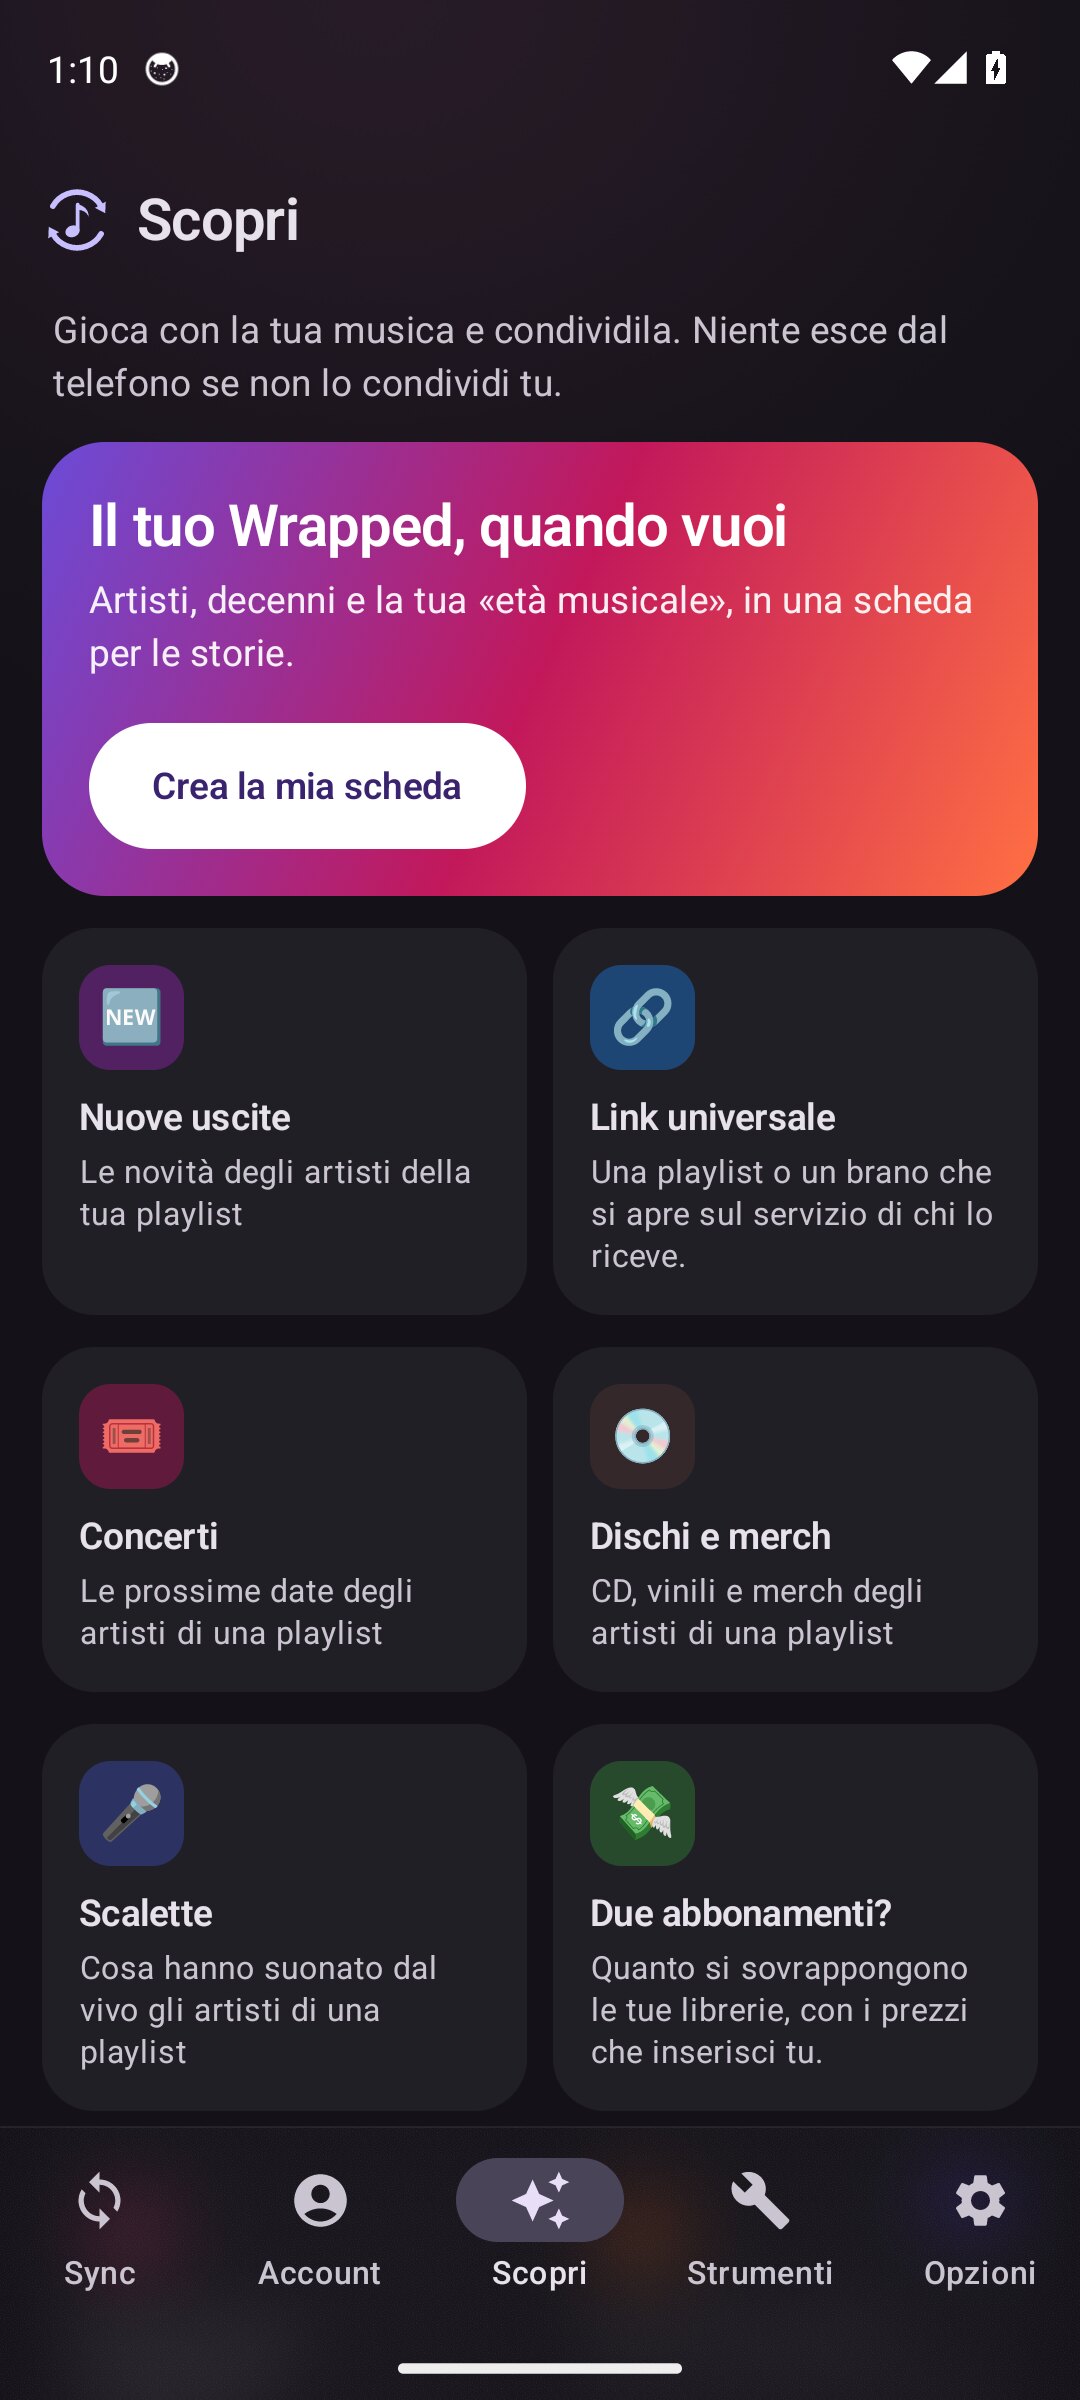 1:10
Scopri
Gioca con la tua musica e condividila. Niente esce dal
telefono se non lo condividi tu.
Il tuo Wrapped, quando vuoi
Artisti, decenni e la tua «età musicale», in una scheda
per le storie.
Crea la mia scheda
NEW
Nuove uscite
Le novità degli artisti della
tua playlist
Link universale
Una playlist o un brano che
si apre sul servizio di chi lo
riceve.
Concerti
Le prossime date degli
artisti di una playlist
Dischi e merch
CD, vinili e merch degli
artisti di una playlist
Scalette
Cosa hanno suonato dal
vivo gli artisti di una
playlist
Due abbonamenti?
Quanto si sovrappongono
le tue librerie, con i prezzi
che inserisci tu.
Sync
Account
Scopri
Strumenti
Opzioni